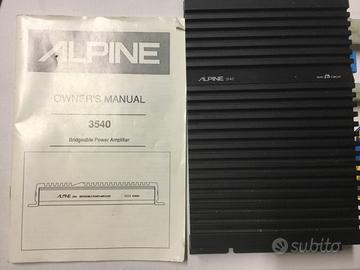 ALPINE
OWNER'S MANUAL
3540
Bridgeable Power Amplifier
ALPINE
ALPINE 3540
subito